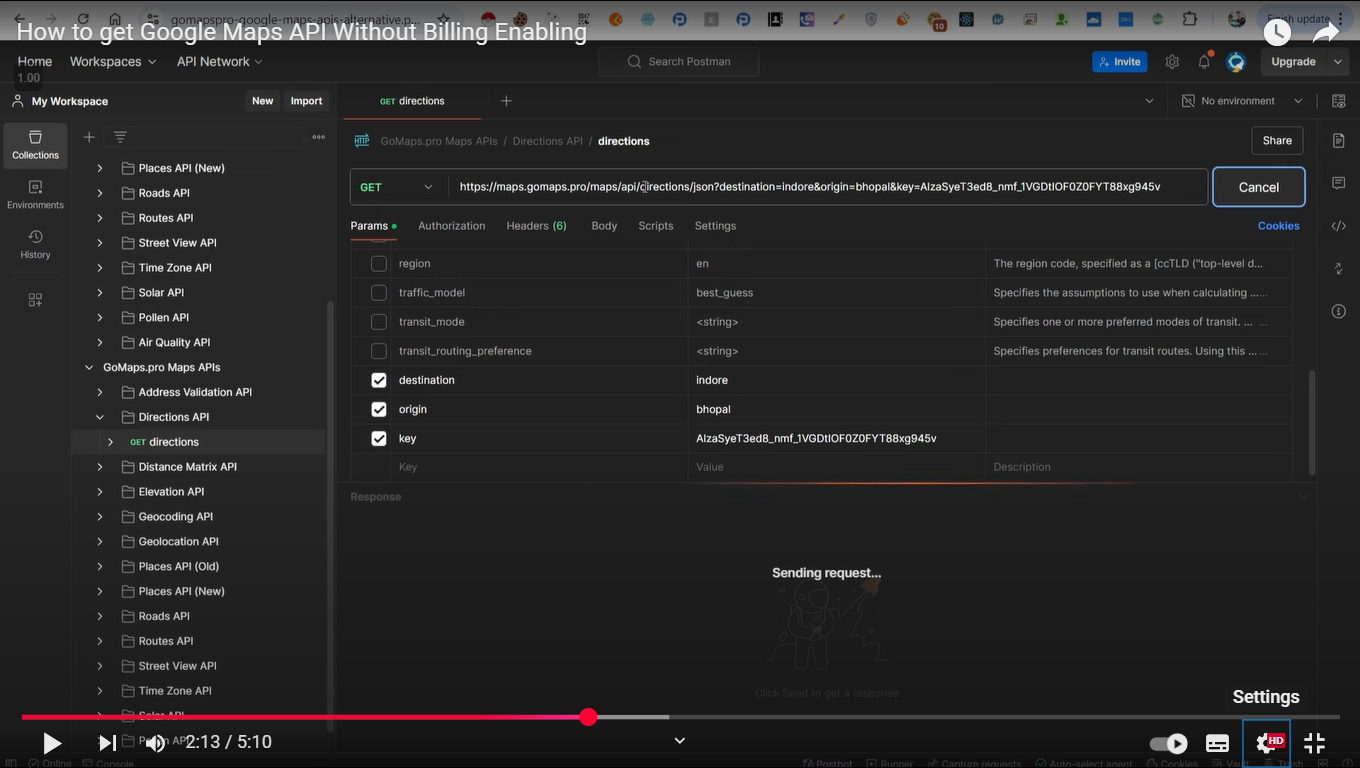 gomapspro-google-maps-apis-alternative.p...
Finish update
How to get Google Maps API Without Billing Enabling
10
Home Workspaces API Network Search Postman Invite Upgrade
1.00
My Workspace New Import GET directions No environment
Collections
Environments
History
Places API (New)
Roads API
Routes API
Street View API
Time Zone API
Solar API
Pollen API
Air Quality API
GoMaps.pro Maps APIs
Address Validation API
Directions API
GET directions
Distance Matrix API
Elevation API
Geocoding API
Geolocation API
Places API (Old)
Places API (New)
Roads API
Routes API
Street View API
Time Zone API
Solar API
HTTP GoMaps.pro Maps APIs / Directions API / directions Share
GET https://maps.gomaps.pro/maps/api/directions/json?destination=indore&origin=bhopal&key=AIzaSyeT3ed8_nmf_1VGDtIOF0Z0FYT88xg945v Cancel
Params Authorization Headers (6) Body Scripts Settings Cookies
region en The region code, specified as a [ccTLD ("top-level d...
traffic_model best_guess Specifies the assumptions to use when calculating ...
transit_mode <string> Specifies one or more preferred modes of transit. ...
transit_routing_preference <string> Specifies preferences for transit routes. Using this ...
destination indore
origin bhopal
key AIzaSyeT3ed8_nmf_1VGDtIOF0Z0FYT88xg945v
Key Value Description
Response
Sending request...
Click Send to get a response
Settings
2:13 / 5:10
HD
Online Console Postbot Runner Capture requests Auto-select agent Cookies Vault Trash